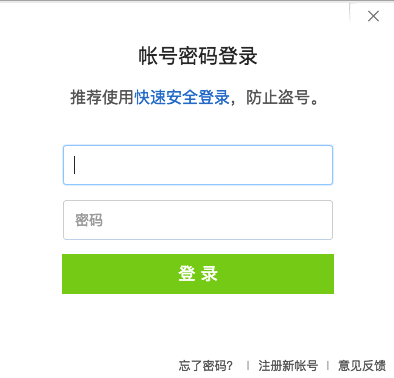 帐号密码登录
推荐使用快速安全登录，防止盗号。
密码
登 录
忘了密码？ | 注册新帐号 | 意见反馈